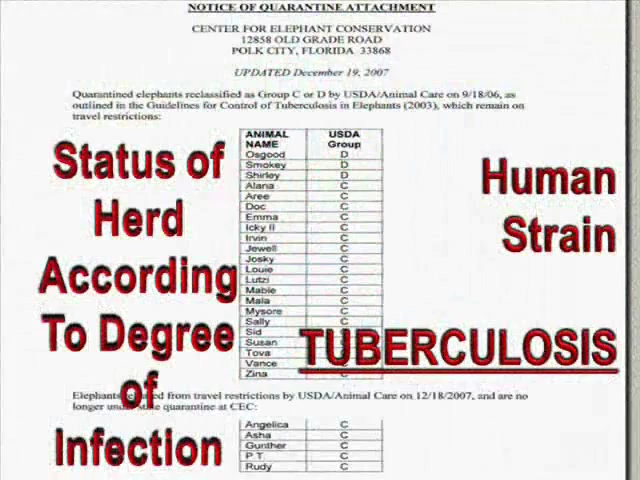 NOTICE OF QUARANTINE ATTACHMENT
CENTER FOR ELEPHANT CONSERVATION
12858 OLD GRADE ROAD
POLK CITY, FLORIDA 33868
UPDATED December 19, 2007
Quarantined elephants reclassified as Group C or D by USDA/Animal Care on 9/18/06, as
outlined in the Guidelines for Control of Tuberculosis in Elephants (2003), which remain on
travel restrictions:
ANIMAL NAME USDA Group
Osgood D
Smokey D
Shirley D
Alana C
Aree C
Doc C
Emma C
Icky II C
Irvin C
Jewell C
Josky C
Louie C
Lutzi C
Mable C
Mala C
Mysore C
Sally C
Sid C
Susan C
Tova C
Vance C
Zina C
Elephants released from travel restrictions by USDA/Animal Care on 12/18/2007, and are no
longer under state quarantine at CEC:
Angelica C
Asha C
Gunther C
P.T. C
Rudy C
Status of
Herd
According
To Degree
of
Infection
Human
Strain
TUBERCULOSIS